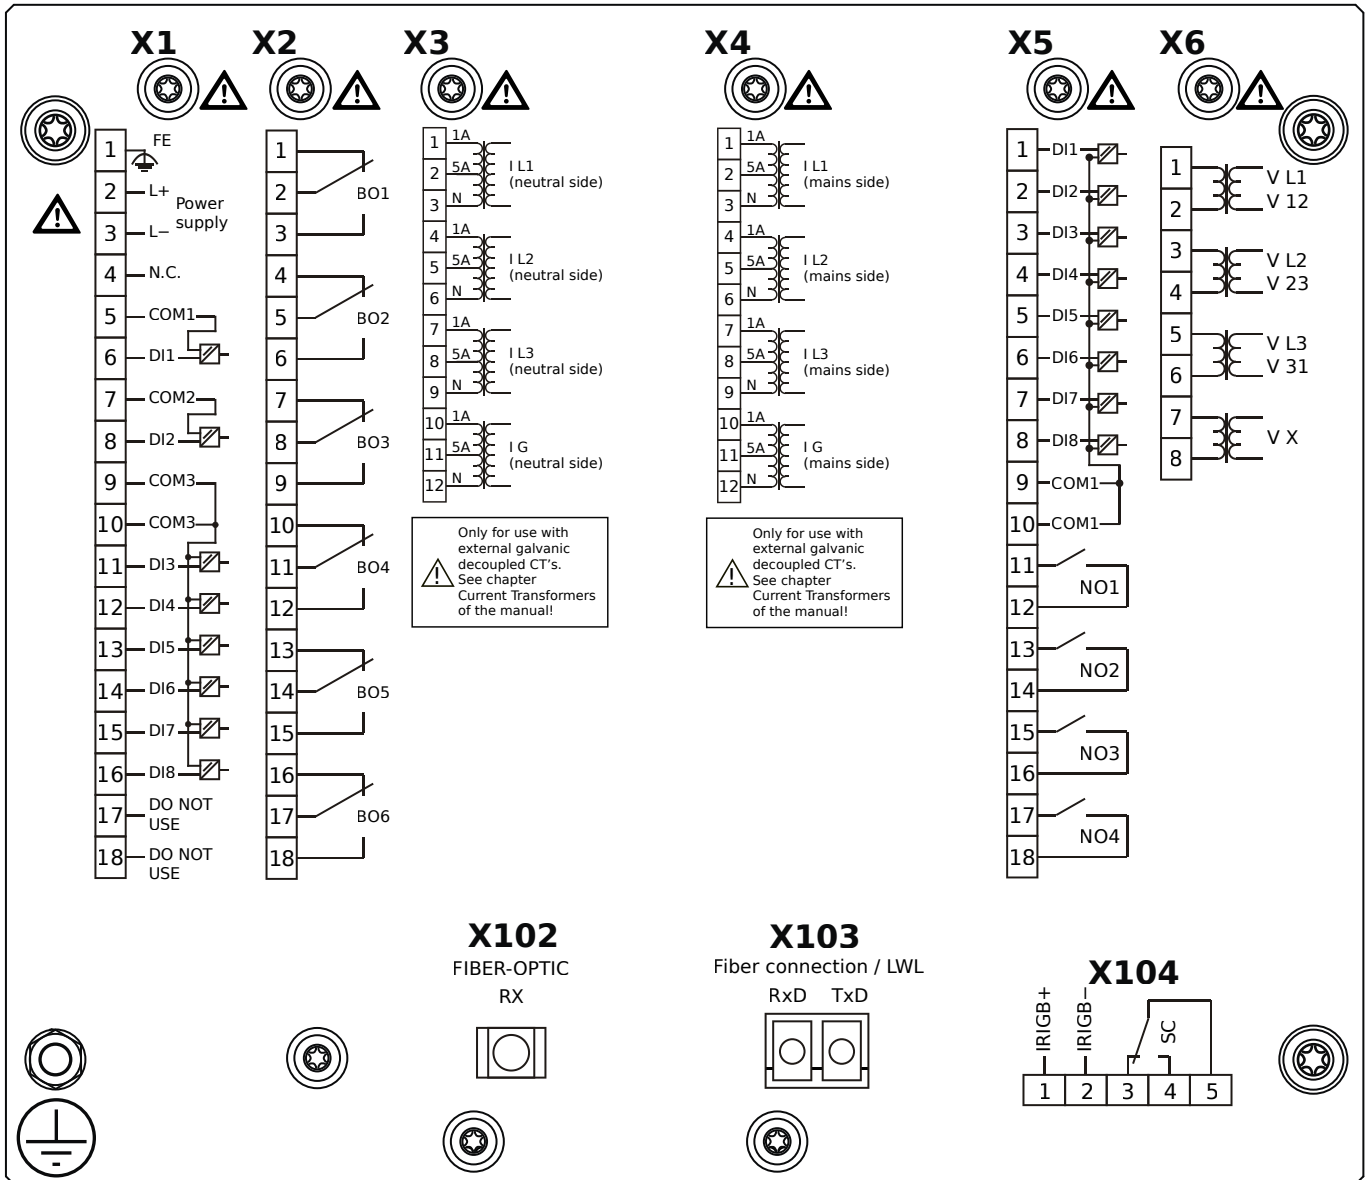 X1
X2
X3
X4
X5
X6
1 FE
2 L+ Power
3 L− supply
4 N.C.
5 COM1
6 DI1
7 COM2
8 DI2
9 COM3
10 COM3
11 DI3
12 DI4
13 DI5
14 DI6
15 DI7
16 DI8
17 DO NOT
USE
18 DO NOT
USE
1
2 BO1
3
4
5 BO2
6
7
8 BO3
9
10
11 BO4
12
13
14 BO5
15
16
17 BO6
18
1 1A
2 5A I L1
(neutral side)
3 N
4 1A
5 5A I L2
(neutral side)
6 N
7 1A
8 5A I L3
(neutral side)
9 N
10 1A
11 5A I G
(neutral side)
12 N
Only for use with
external galvanic
decoupled CT's.
See chapter
Current Transformers
of the manual!
1 1A
2 5A I L1
(mains side)
3 N
4 1A
5 5A I L2
(mains side)
6 N
7 1A
8 5A I L3
(mains side)
9 N
10 1A
11 5A I G
(mains side)
12 N
Only for use with
external galvanic
decoupled CT's.
See chapter
Current Transformers
of the manual!
1 DI1
2 DI2
3 DI3
4 DI4
5 DI5
6 DI6
7 DI7
8 DI8
9 COM1
10 COM1
11
NO1
12
13
NO2
14
15
NO3
16
17
NO4
18
1 V L1
2 V 12
3 V L2
4 V 23
5 V L3
6 V 31
7
V X
8
X102
FIBER-OPTIC
RX
X103
Fiber connection / LWL
RxD TxD
X104
IRIGB+
IRIGB−
SC
1 2 3 4 5